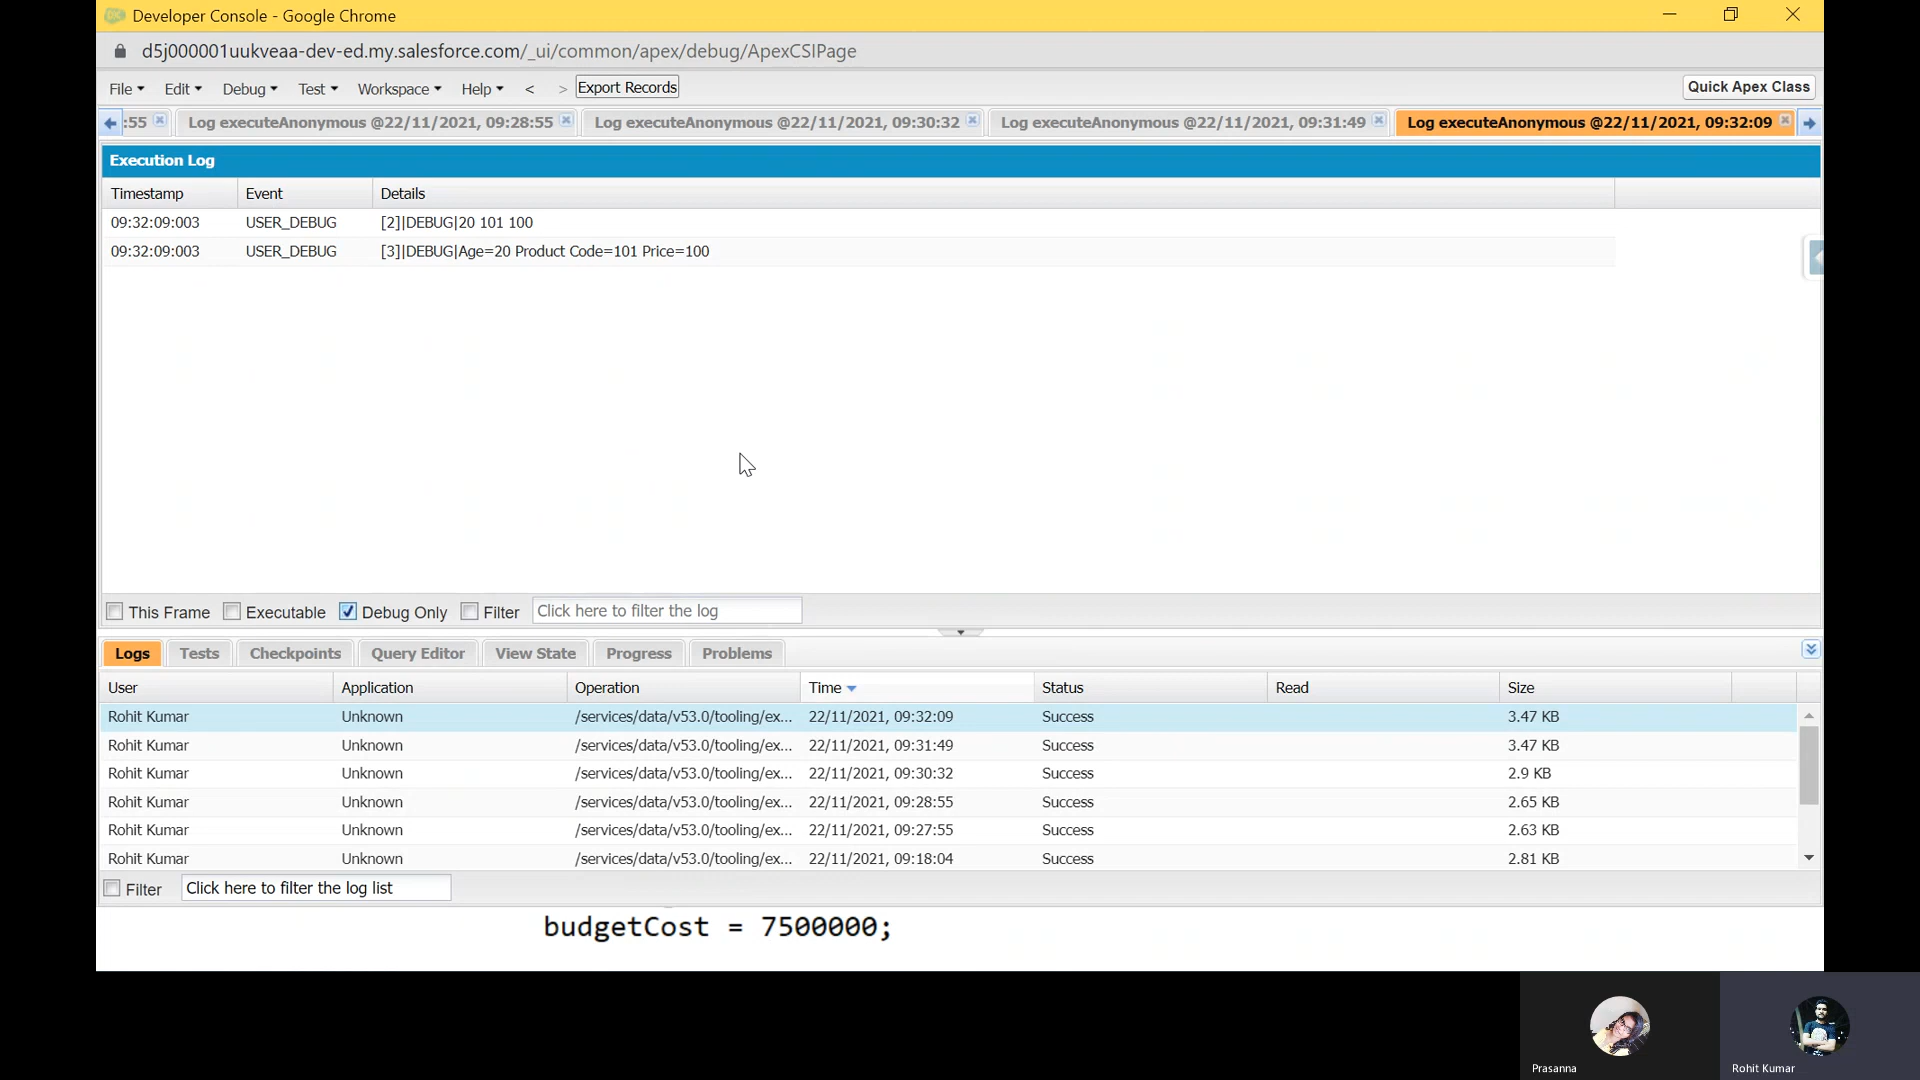 Developer Console - Google Chrome
d5j000001uukveaa-dev-ed.my.salesforce.com/_ui/common/apex/debug/ApexCSIPage
File Edit Debug Test Workspace Help < > Export Records Quick Apex Class
:55 Log executeAnonymous @22/11/2021, 09:28:55 Log executeAnonymous @22/11/2021, 09:30:32 Log executeAnonymous @22/11/2021, 09:31:49 Log executeAnonymous @22/11/2021, 09:32:09
Execution Log
Timestamp Event Details
09:32:09:003 USER_DEBUG [2]|DEBUG|20 101 100
09:32:09:003 USER_DEBUG [3]|DEBUG|Age=20 Product Code=101 Price=100
This Frame Executable Debug Only Filter Click here to filter the log
Logs Tests Checkpoints Query Editor View State Progress Problems
User Application Operation Time Status Read Size
Rohit Kumar Unknown /services/data/v53.0/tooling/ex... 22/11/2021, 09:32:09 Success 3.47 KB
Rohit Kumar Unknown /services/data/v53.0/tooling/ex... 22/11/2021, 09:31:49 Success 3.47 KB
Rohit Kumar Unknown /services/data/v53.0/tooling/ex... 22/11/2021, 09:30:32 Success 2.9 KB
Rohit Kumar Unknown /services/data/v53.0/tooling/ex... 22/11/2021, 09:28:55 Success 2.65 KB
Rohit Kumar Unknown /services/data/v53.0/tooling/ex... 22/11/2021, 09:27:55 Success 2.63 KB
Rohit Kumar Unknown /services/data/v53.0/tooling/ex... 22/11/2021, 09:18:04 Success 2.81 KB
Filter Click here to filter the log list
budgetCost = 7500000;
Prasanna Rohit Kumar